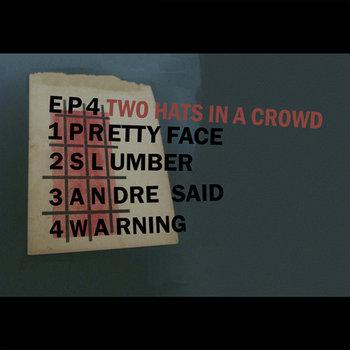 EP4 TWO HATS IN A CROWD
1 PRETTY FACE
2 SLUMBER
3 ANDRE SAID
4 WARNING